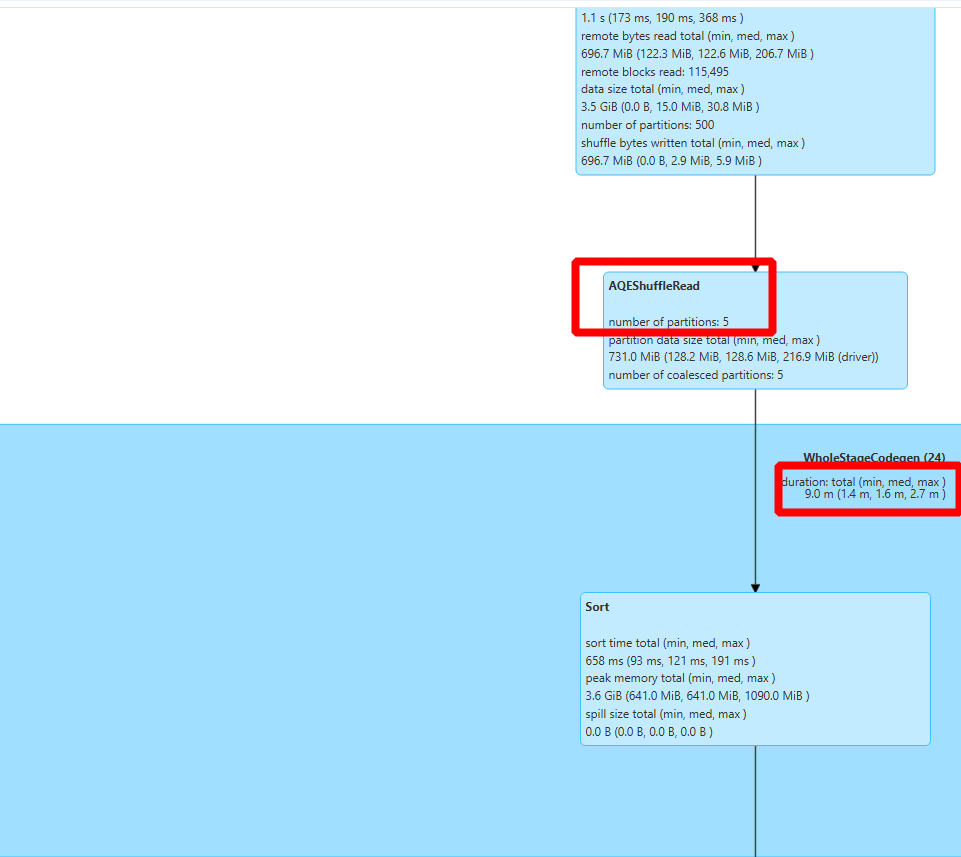 1.1 s (173 ms, 190 ms, 368 ms )
remote bytes read total (min, med, max )
696.7 MiB (122.3 MiB, 122.6 MiB, 206.7 MiB )
remote blocks read: 115,495
data size total (min, med, max )
3.5 GiB (0.0 B, 15.0 MiB, 30.8 MiB )
number of partitions: 500
shuffle bytes written total (min, med, max )
696.7 MiB (0.0 B, 2.9 MiB, 5.9 MiB )
AQEShuffleRead
number of partitions: 5
partition data size total (min, med, max )
731.0 MiB (128.2 MiB, 128.6 MiB, 216.9 MiB (driver))
number of coalesced partitions: 5
WholeStageCodegen (24)
duration: total (min, med, max )
9.0 m (1.4 m, 1.6 m, 2.7 m )
Sort
sort time total (min, med, max )
658 ms (93 ms, 121 ms, 191 ms )
peak memory total (min, med, max )
3.6 GiB (641.0 MiB, 641.0 MiB, 1090.0 MiB )
spill size total (min, med, max )
0.0 B (0.0 B, 0.0 B, 0.0 B )